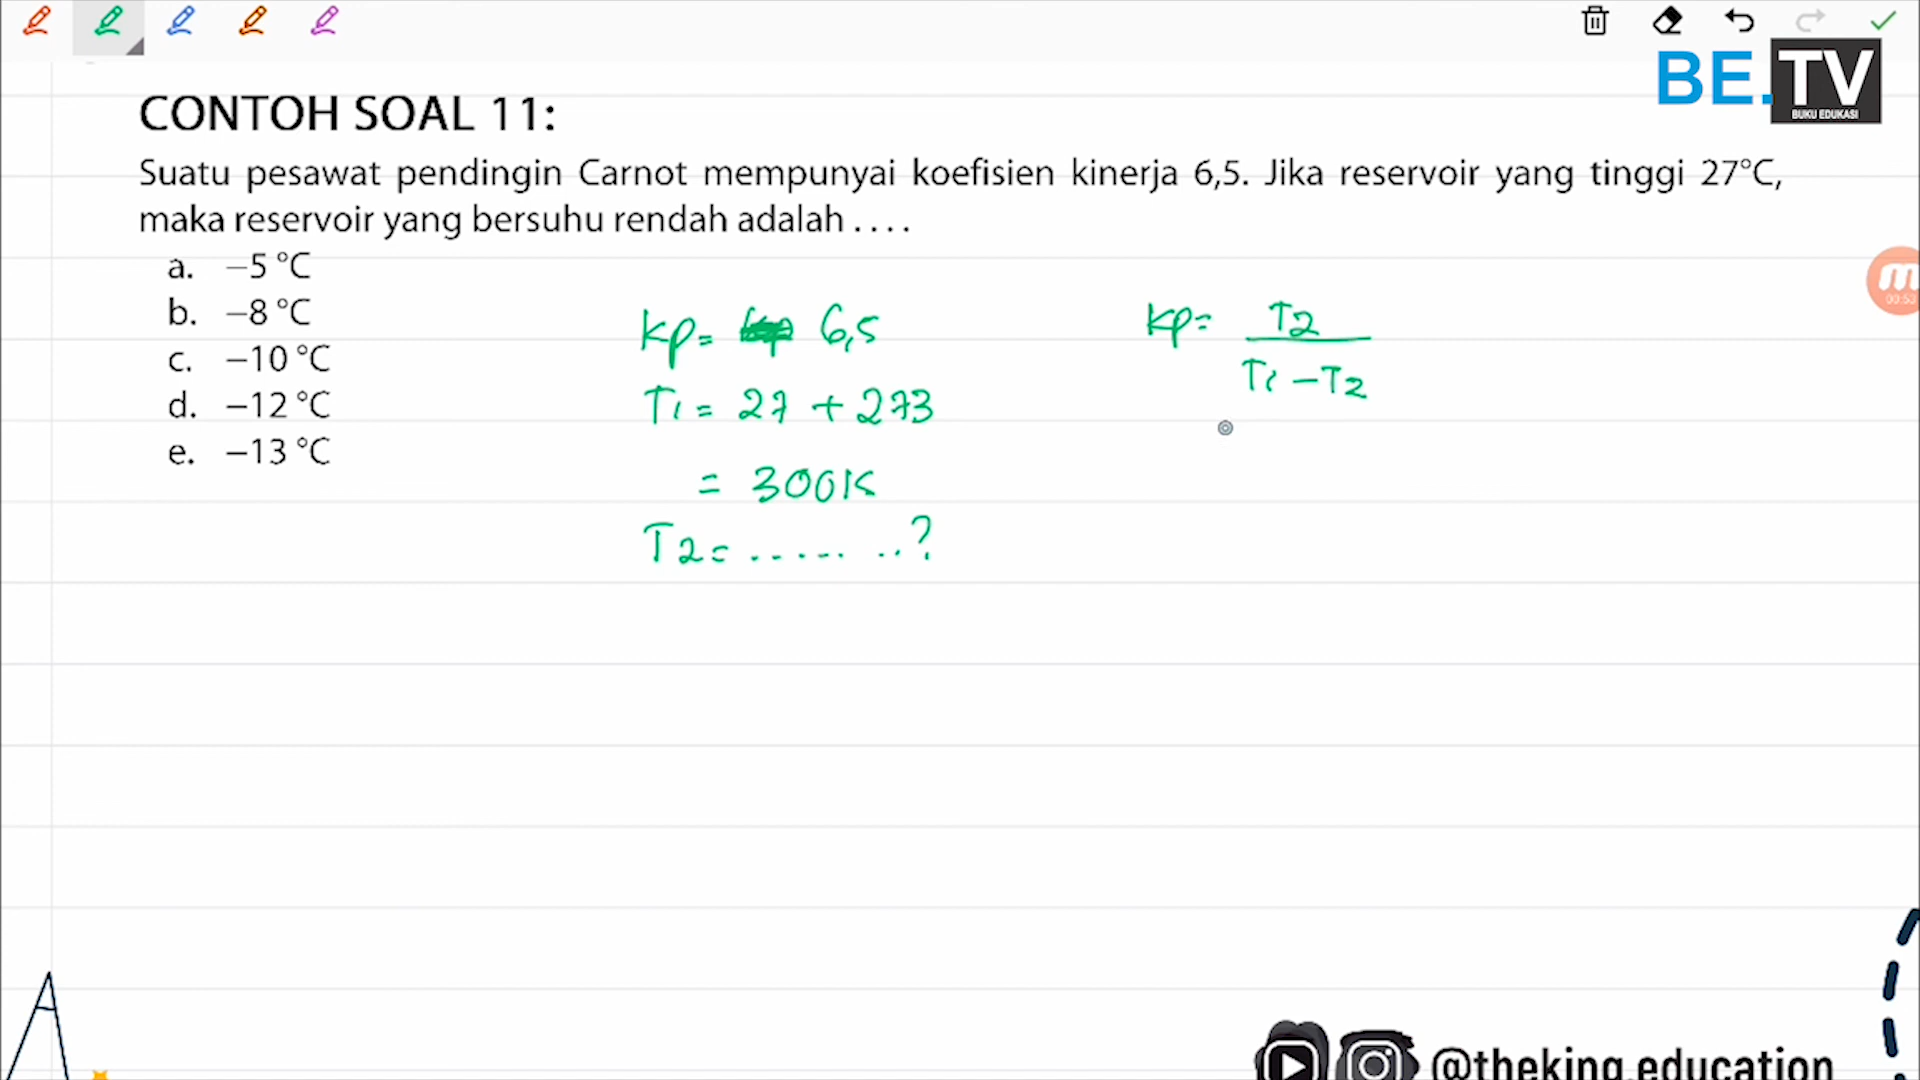 BE.TV
BUKU EDUKASI
CONTOH SOAL 11:
Suatu pesawat pendingin Carnot mempunyai koefisien kinerja 6,5. Jika reservoir yang tinggi 27°C,
maka reservoir yang bersuhu rendah adalah . . . .
a. –5 °C
b. –8 °C
c. –10 °C
d. –12 °C
e. –13 °C
Kp = 6,5
T1 = 27 + 273
= 300K
T2 = ........?
Kp = T2
T1 – T2
00:53
A
@theking.education